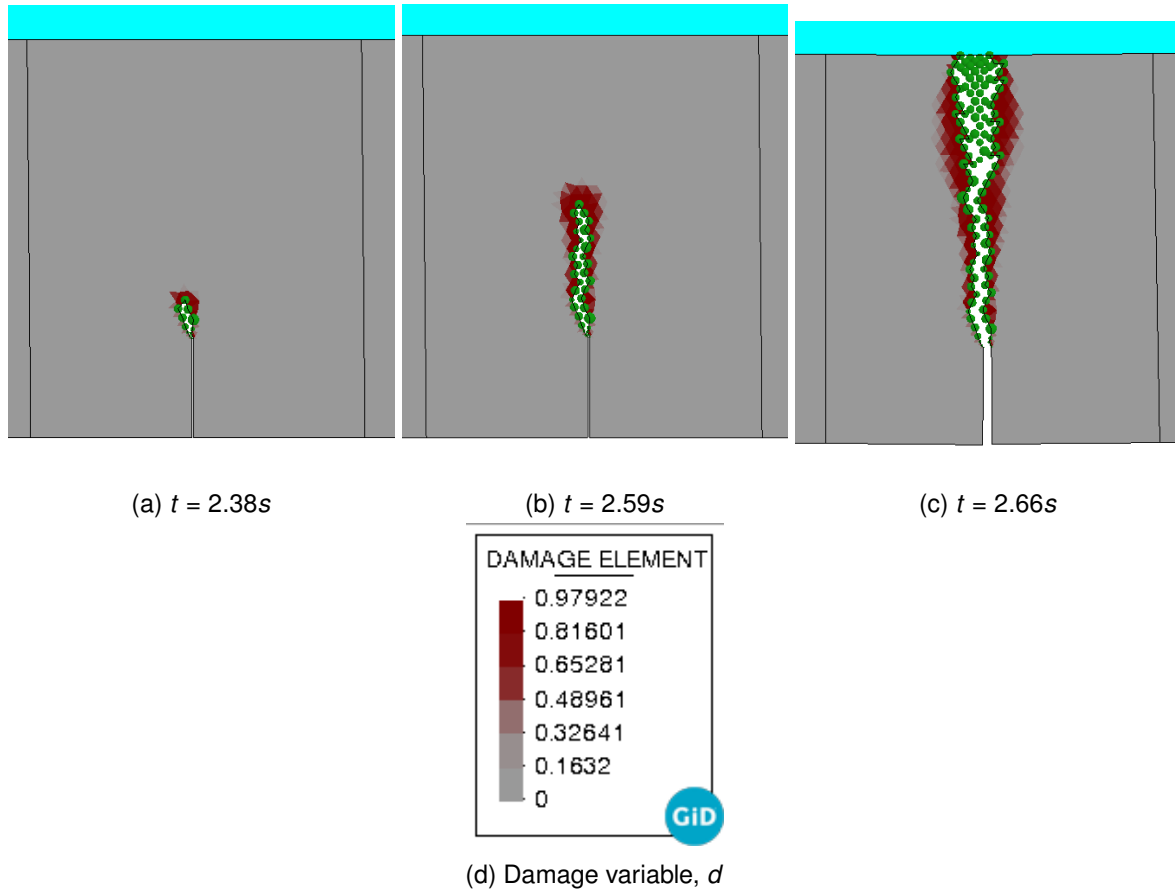 (a) t = 2.38s
(b) t = 2.59s
(c) t = 2.66s
DAMAGE ELEMENT
0.97922
0.81601
0.65281
0.48961
0.32641
0.1632
0
GiD
(d) Damage variable, d